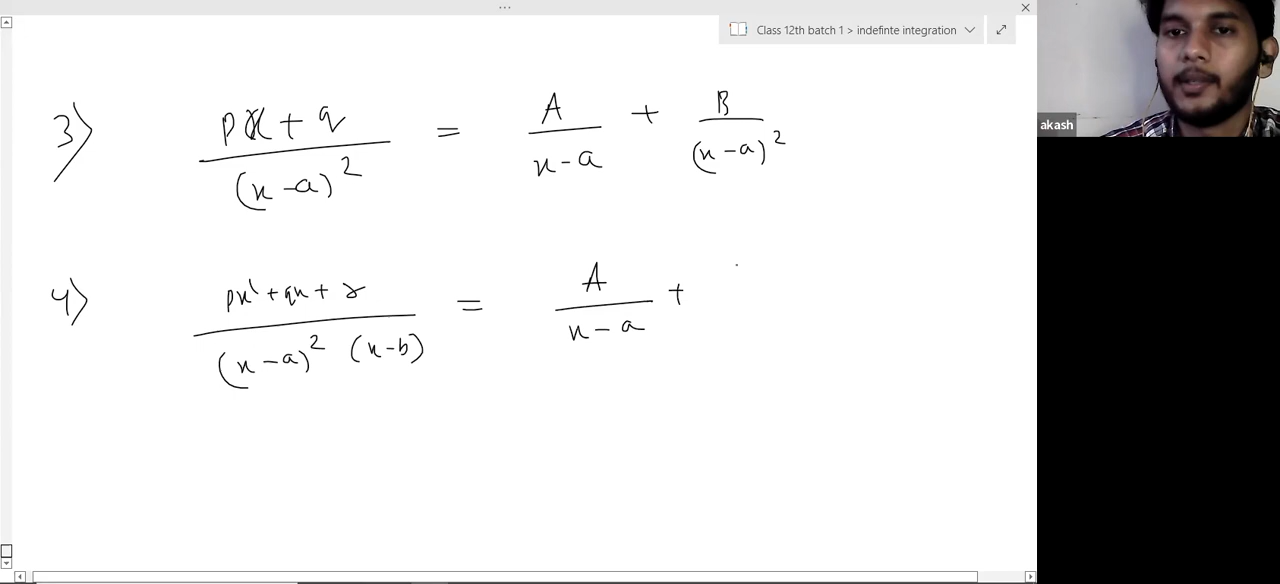 Class 12th batch 1 > indefinte integration
akash
3) px + q / (x - a)² = A / x - a + B / (x - a)²
4) px² + qx + r / (x - a)² (x - b) = A / x - a +